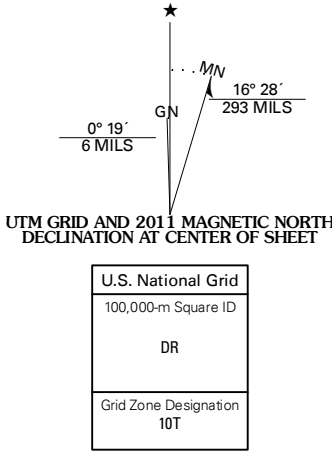 ★
MN
16° 28´
293 MILS
GN
0° 19´
6 MILS
UTM GRID AND 2011 MAGNETIC NORTH
DECLINATION AT CENTER OF SHEET
U.S. National Grid
100,000-m Square ID
DR
Grid Zone Designation
10T